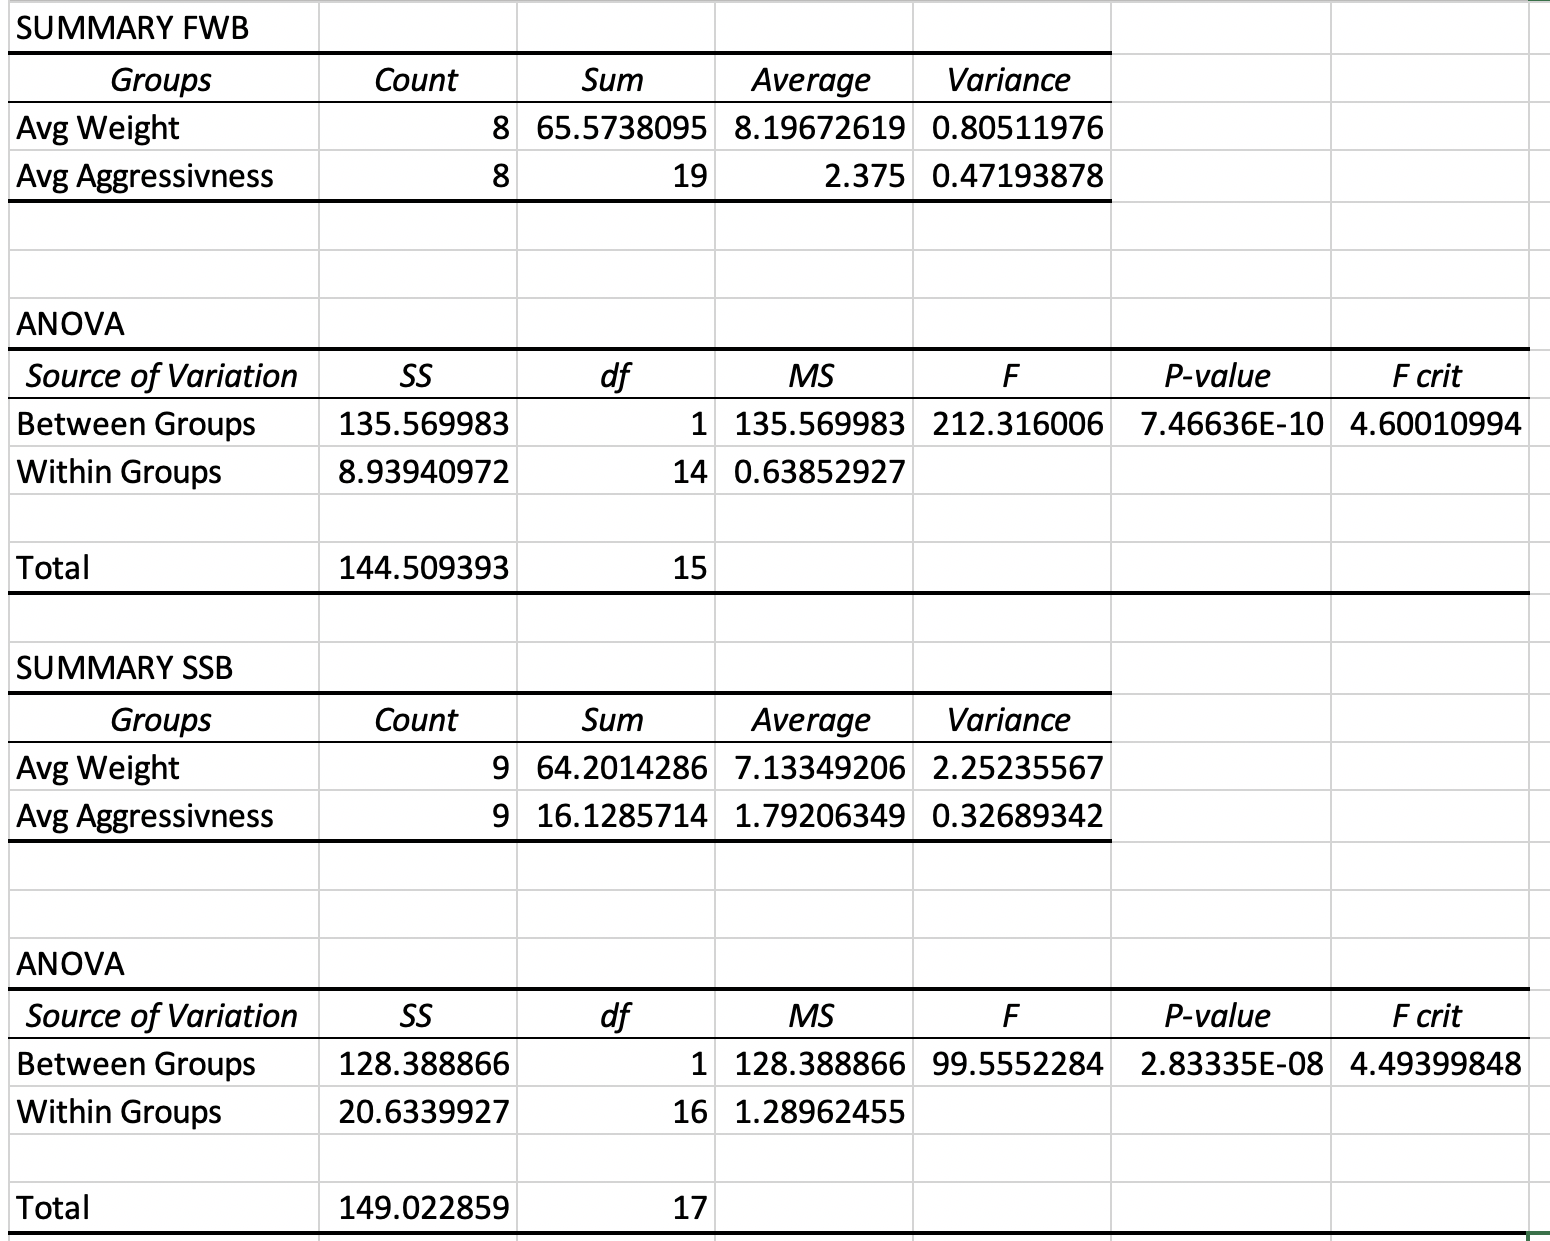 SUMMARY FWB
Groups Count Sum Average Variance
Avg Weight 8 65.5738095 8.19672619 0.80511976
Avg Aggressivness 8 19 2.375 0.47193878
ANOVA
Source of Variation SS df MS F P-value F crit
Between Groups 135.569983 1 135.569983 212.316006 7.46636E-10 4.60010994
Within Groups 8.93940972 14 0.63852927
Total 144.509393 15
SUMMARY SSB
Groups Count Sum Average Variance
Avg Weight 9 64.2014286 7.13349206 2.25235567
Avg Aggressivness 9 16.1285714 1.79206349 0.32689342
ANOVA
Source of Variation SS df MS F P-value F crit
Between Groups 128.388866 1 128.388866 99.5552284 2.83335E-08 4.49399848
Within Groups 20.6339927 16 1.28962455
Total 149.022859 17